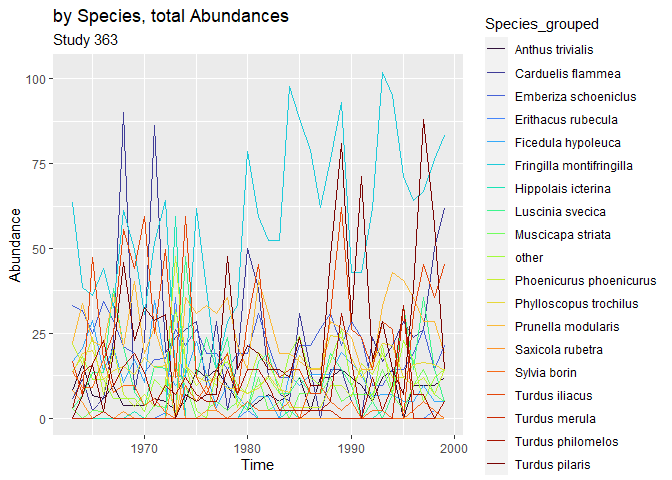 by Species, total Abundances
Study 363
Species_grouped
Anthus trivialis
Carduelis flammea
Emberiza schoeniclus
Erithacus rubecula
Ficedula hypoleuca
Fringilla montifringilla
Hippolais icterina
Luscinia svecica
Muscicapa striata
other
Phoenicurus phoenicurus
Phylloscopus trochilus
Prunella modularis
Saxicola rubetra
Sylvia borin
Turdus iliacus
Turdus merula
Turdus philomelos
Turdus pilaris
Abundance
100
75
50
25
0
1970
1980
1990
2000
Time